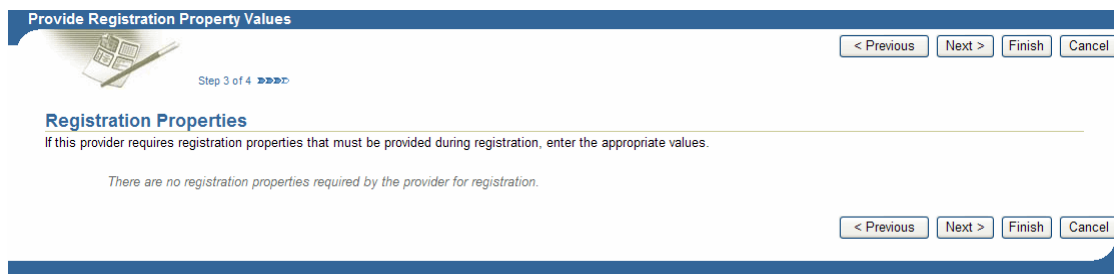 Provide Registration Property Values
< Previous Next > Finish Cancel
Step 3 of 4
Registration Properties
If this provider requires registration properties that must be provided during registration, enter the appropriate values.
There are no registration properties required by the provider for registration.
< Previous Next > Finish Cancel